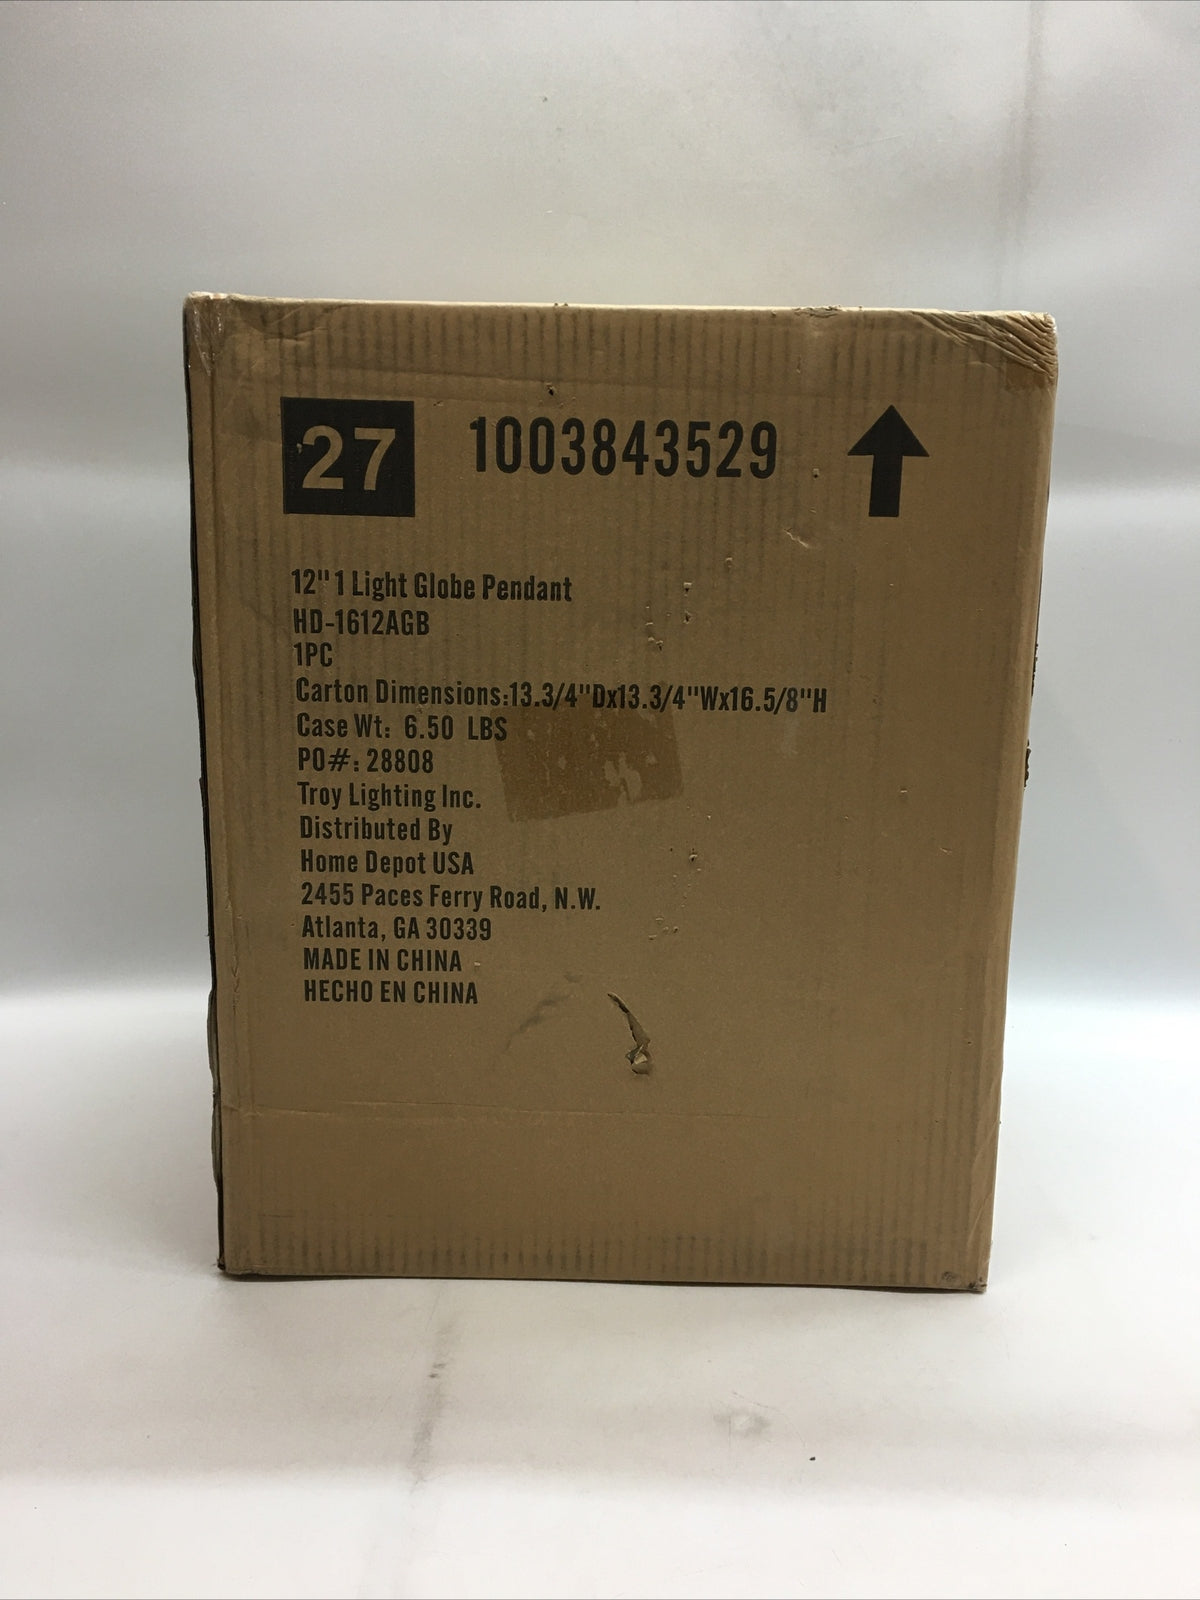 27 1003843529
12" 1 Light Globe Pendant
HD-1612AGB
1PC
Carton Dimensions:13.3/4"Dx13.3/4"Wx16.5/8"H
Case Wt: 6.50 LBS
PO#: 28808
Troy Lighting Inc.
Distributed By
Home Depot USA
2455 Paces Ferry Road, N.W.
Atlanta, GA 30339
MADE IN CHINA
HECHO EN CHINA